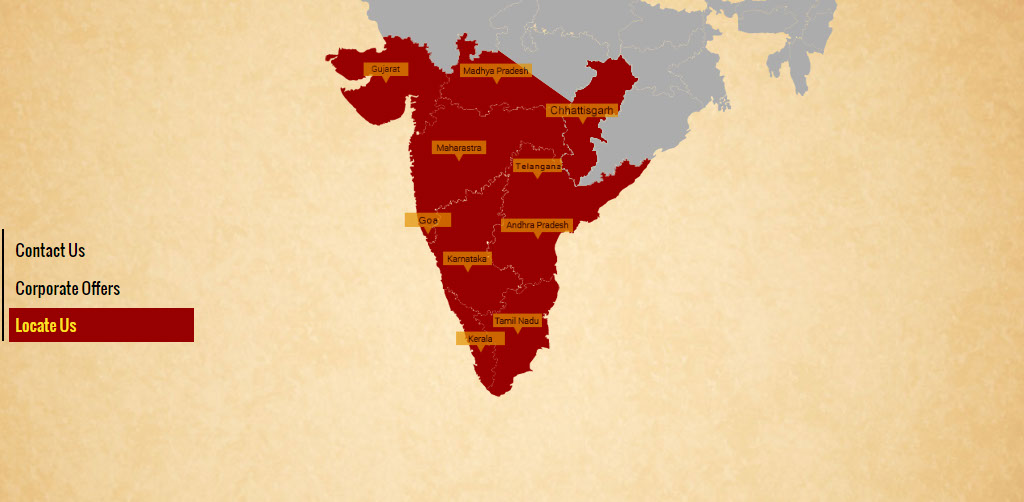 Gujarat
Madhya Pradesh
Chhattisgarh
Maharastra
Telangana
Goa
Andhra Pradesh
Karnataka
Tamil Nadu
Kerala
Contact Us
Corporate Offers
Locate Us